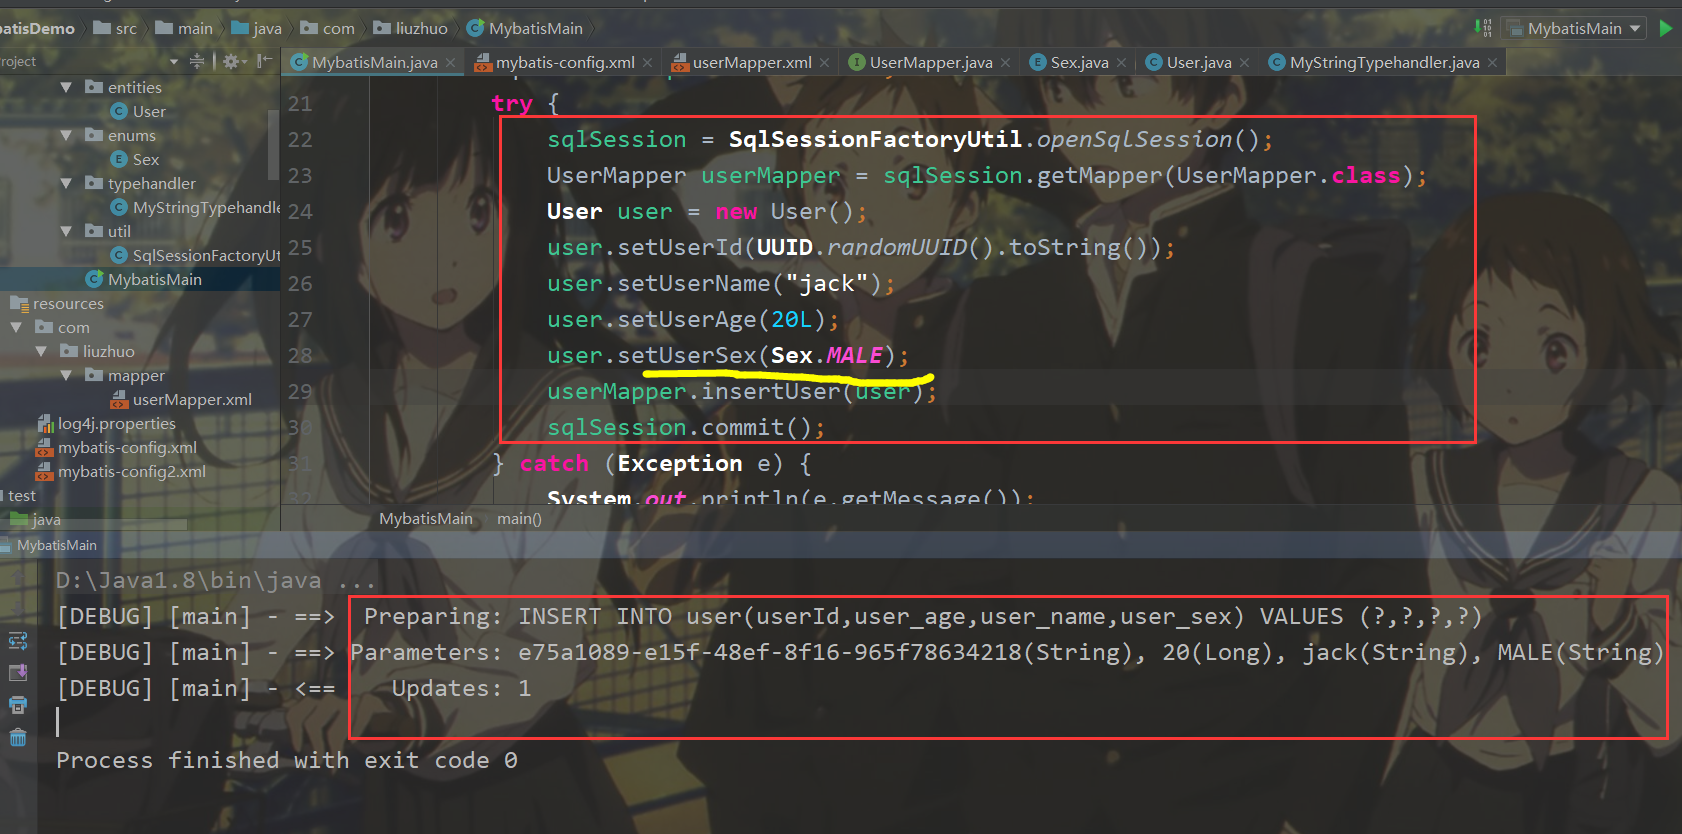 batisDemo src main java com liuzhuo MybatisMain
MybatisMain
roject
MybatisMain.java mybatis-config.xml userMapper.xml UserMapper.java Sex.java User.java MyStringTypehandler.java
entities
User
enums
Sex
typehandler
MyStringTypehandle
util
SqlSessionFactoryUt
MybatisMain
resources
com
liuzhuo
mapper
userMapper.xml
log4j.properties
mybatis-config.xml
mybatis-config2.xml
test
java
21 try {
22 sqlSession = SqlSessionFactoryUtil.openSqlSession();
23 UserMapper userMapper = sqlSession.getMapper(UserMapper.class);
24 User user = new User();
25 user.setUserId(UUID.randomUUID().toString());
26 user.setUserName("jack");
27 user.setUserAge(20L);
28 user.setUserSex(Sex.MALE);
29 userMapper.insertUser(user);
30 sqlSession.commit();
31 } catch (Exception e) {
32 System.out.println(e.getMessage());
MybatisMain main()
MybatisMain
D:\Java1.8\bin\java ...
[DEBUG] [main] - ==>  Preparing: INSERT INTO user(userId,user_age,user_name,user_sex) VALUES (?,?,?,?)
[DEBUG] [main] - ==> Parameters: e75a1089-e15f-48ef-8f16-965f78634218(String), 20(Long), jack(String), MALE(String)
[DEBUG] [main] - <==    Updates: 1
Process finished with exit code 0